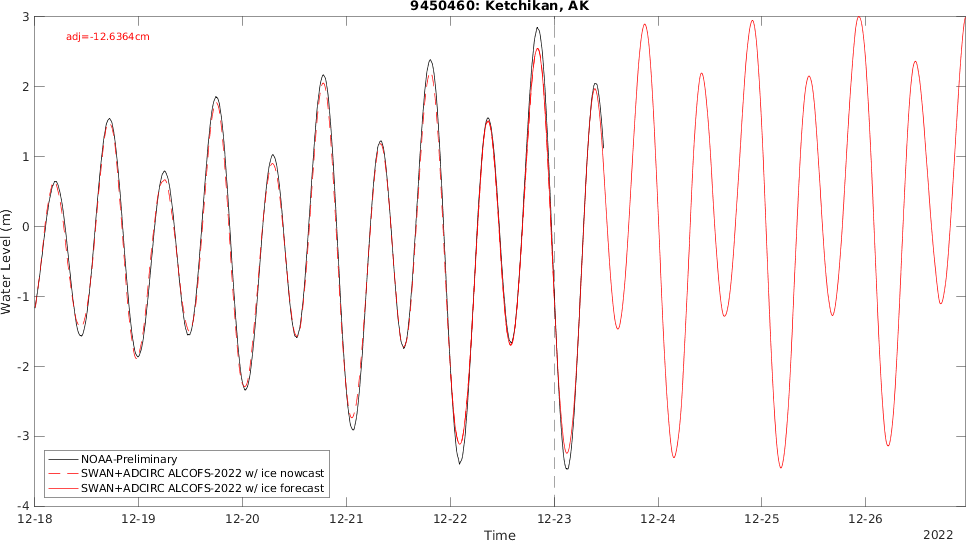 9450460: Ketchikan, AK
adj=-12.6364cm
3
2
1
0
-1
-2
-3
-4
Water Level (m)
NOAA-Preliminary
SWAN+ADCIRC ALCOFS-2022 w/ ice nowcast
SWAN+ADCIRC ALCOFS-2022 w/ ice forecast
12-18 12-19 12-20 12-21 12-22 12-23 12-24 12-25 12-26
Time
2022